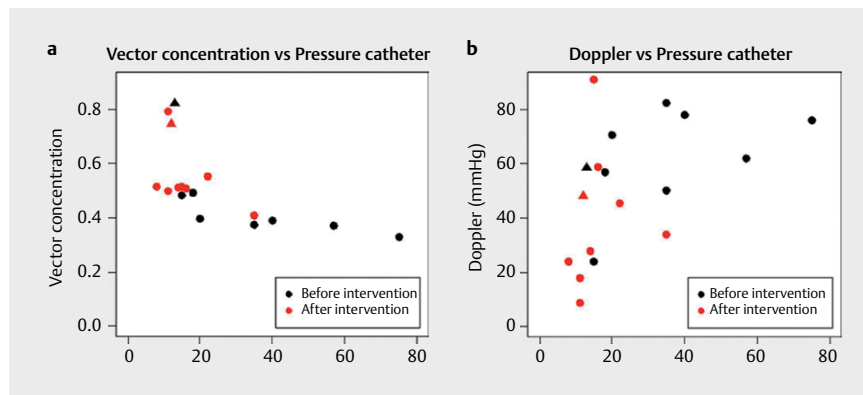 a
Vector concentration vs Pressure catheter
Vector concentration
0.8
0.6
0.4
0.2
0.0
0
20
40
60
80
Before intervention
After intervention
b
Doppler vs Pressure catheter
Doppler (mmHg)
80
60
40
20
0
0
20
40
60
80
Before intervention
After intervention